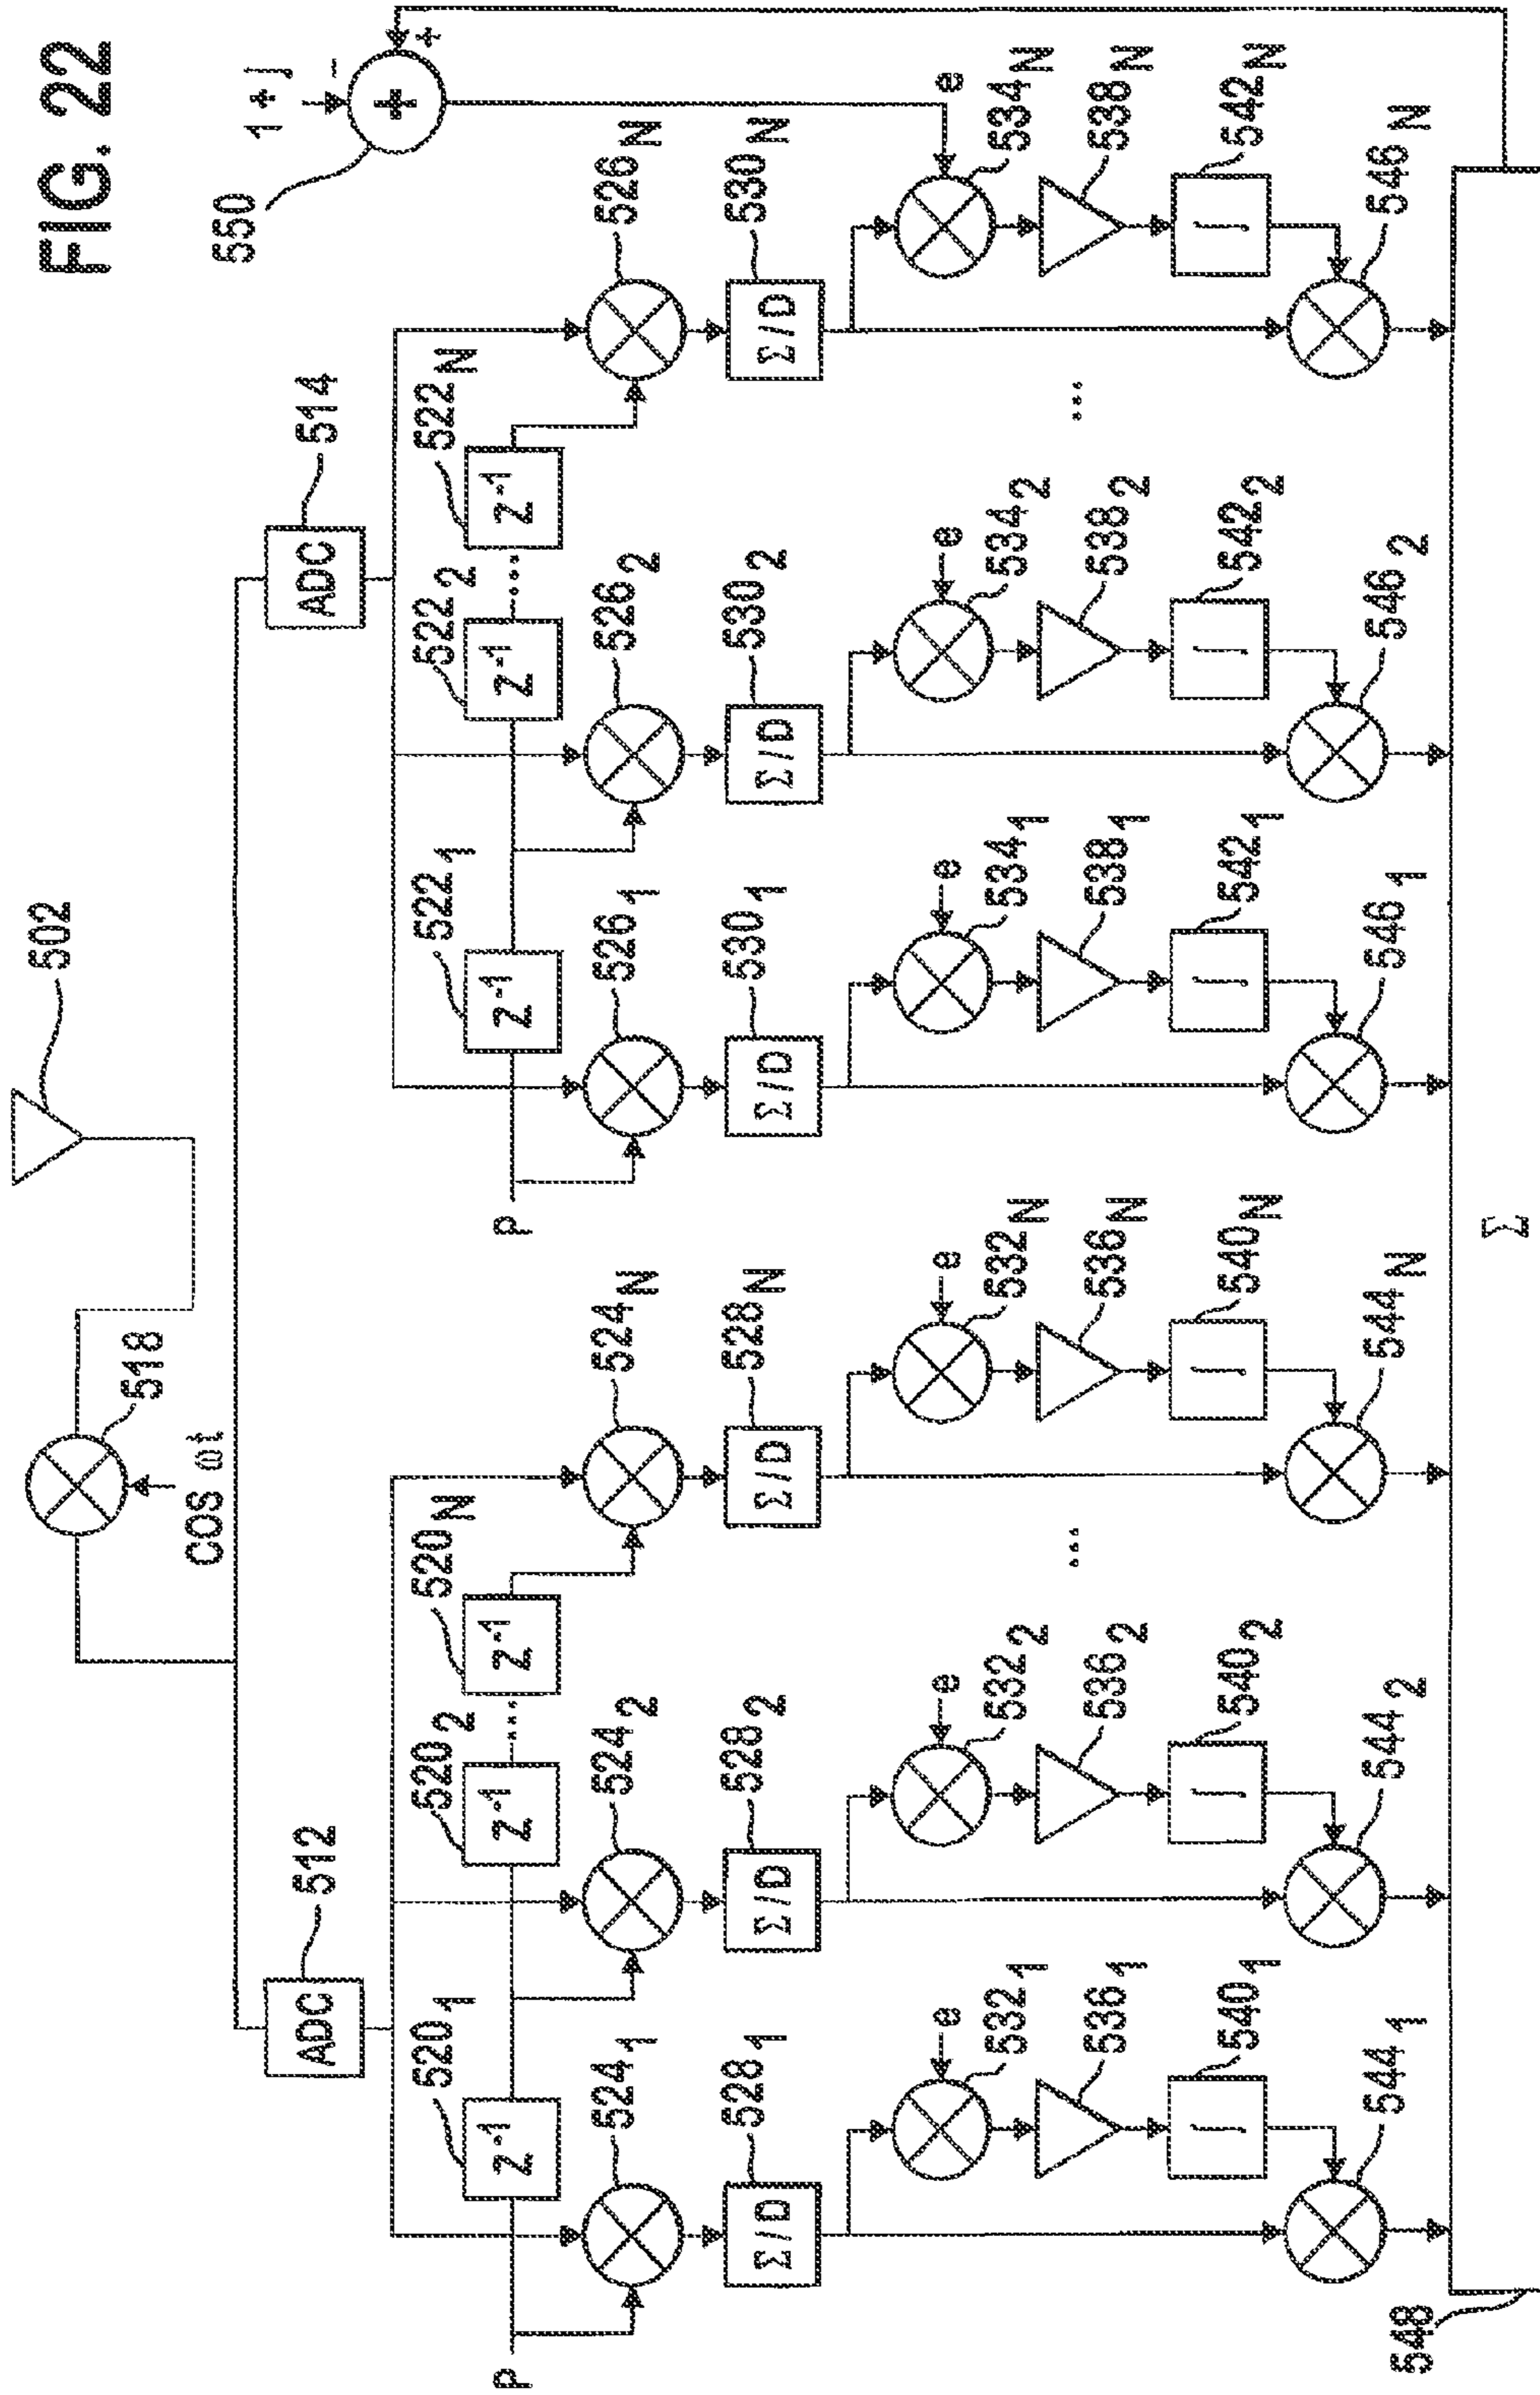 FIG. 22
502
518
COS ωt
550
1+j
−
+
+
512
ADC
514
ADC
520₁
520₂
520N
522₁
522₂
522N
P
Z⁻¹
Z⁻¹
....
Z⁻¹
P
Z⁻¹
Z⁻¹
....
Z⁻¹
524₁
524₂
524N
526₁
526₂
526N
528₁
528₂
528N
530₁
530₂
530N
Σ/D
Σ/D
Σ/D
Σ/D
Σ/D
Σ/D
e
e
e
e
e
e
532₁
532₂
532N
534₁
534₂
534N
536₁
536₂
...
536N
538₁
538₂
...
538N
∫
∫
∫
∫
∫
∫
540₁
540₂
540N
542₁
542₂
542N
544₁
544₂
544N
546₁
546₂
546N
548
Σ